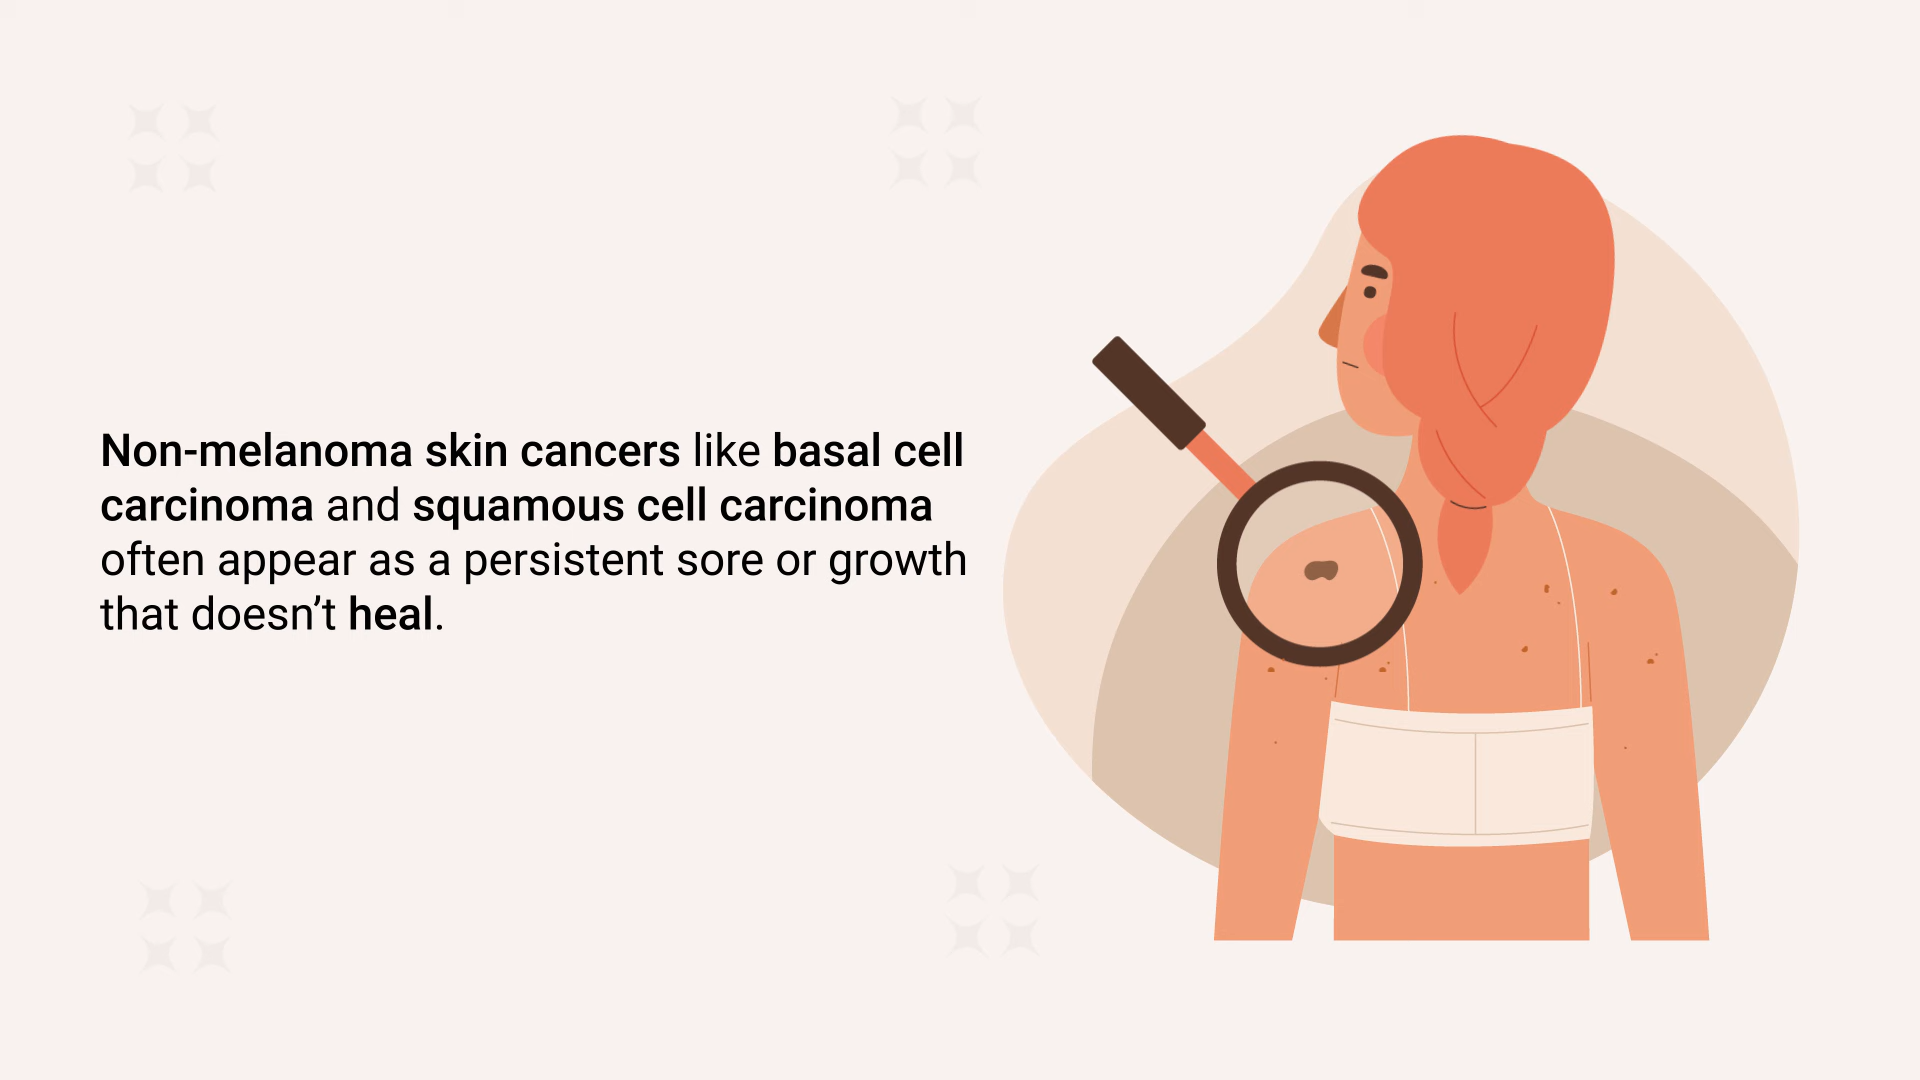 Non-melanoma skin cancers like basal cell
carcinoma and squamous cell carcinoma
often appear as a persistent sore or growth
that doesn’t heal.